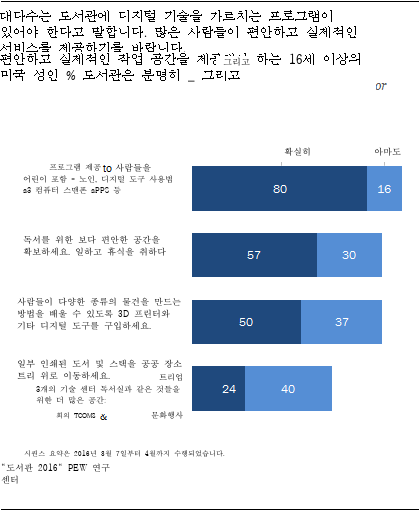 대다수는 도서관에 디지털 기술을 가르치는 프로그램이
있어야 한다고 말합니다. 많은 사람들이 편안하고 실제적인
서비스를 제공하기를 바랍니다
편안하고 실제적인 작업 공간을 제공 그리고 하는 16세 이상의
미국 성인 % 도서관은 분명히 _ 그리고
or
확실히 아마도
프로그램 제공 to 사람들을
어린이 포함 - 노인, 디지털 도구 사용법
a3 컴퓨터 스맨폰 aPPS 등
80 16
독서를 위한 보다 편안한 공간을
확보하세요. 일하고 휴식을 취하다
57 30
사람들이 다양한 종류의 물건을 만드는
방법을 배울 수 있도록 3D 프린터와
기타 디지털 도구를 구입하세요.
50 37
일부 인쇄된 도서 및 스택을 공공 장소
트리 위로 이동하세요. 트리엄
3개의 기술 센터 독서실과 같은 것들을
위한 더 많은 공간:
회의 TOOMS & 문화행사
24 40
시퀀스 요약은 2016년 3월 7일부터 4월까지 수행되었습니다.
"도서관 2016" PEW 연구
센터